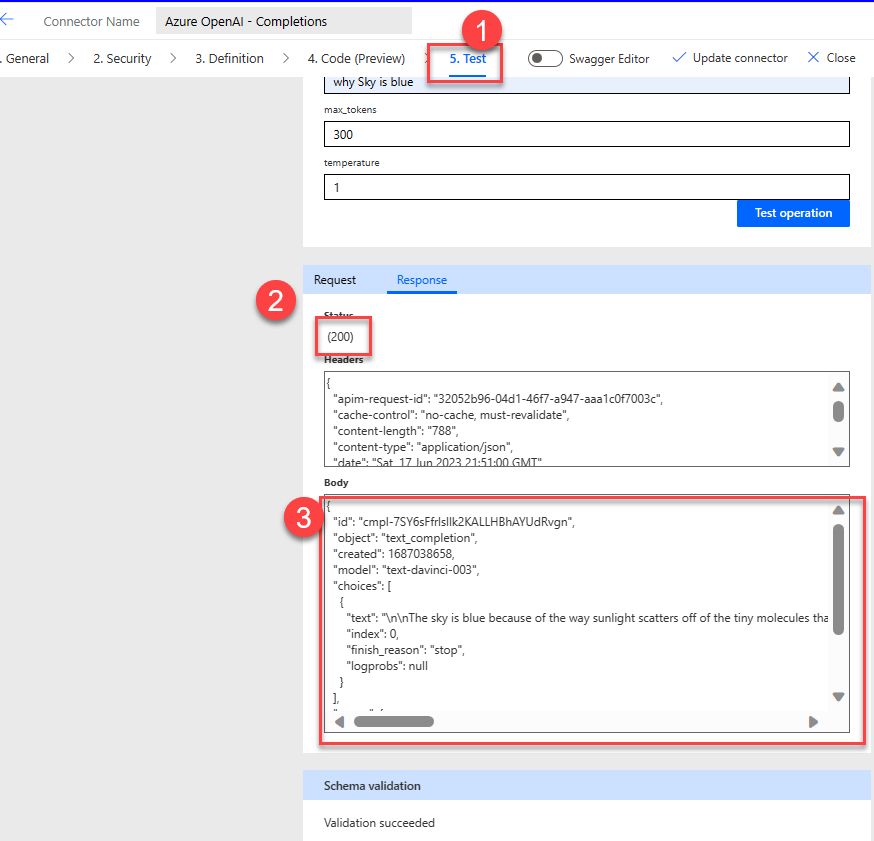 Connector Name
Azure OpenAI - Completions
1
. General
2. Security
3. Definition
4. Code (Preview)
5. Test
Swagger Editor
Update connector
Close
why Sky is blue
max_tokens
300
temperature
1
Test operation
Request
Response
2
Status
(200)
Headers
{
"apim-request-id": "32052b96-04d1-46f7-a947-aaa1c0f7003c",
"cache-control": "no-cache, must-revalidate",
"content-length": "788",
"content-type": "application/json",
"date": "Sat, 17 Jun 2023 21:51:00 GMT"
Body
3
{
"id": "cmpl-7SY6sFfrIsIlk2KALLHBhAYUdRvgn",
"object": "text_completion",
"created": 1687038658,
"model": "text-davinci-003",
"choices": [
{
"text": "\n\nThe sky is blue because of the way sunlight scatters off of the tiny molecules tha
"index": 0,
"finish_reason": "stop",
"logprobs": null
}
],
Schema validation
Validation succeeded